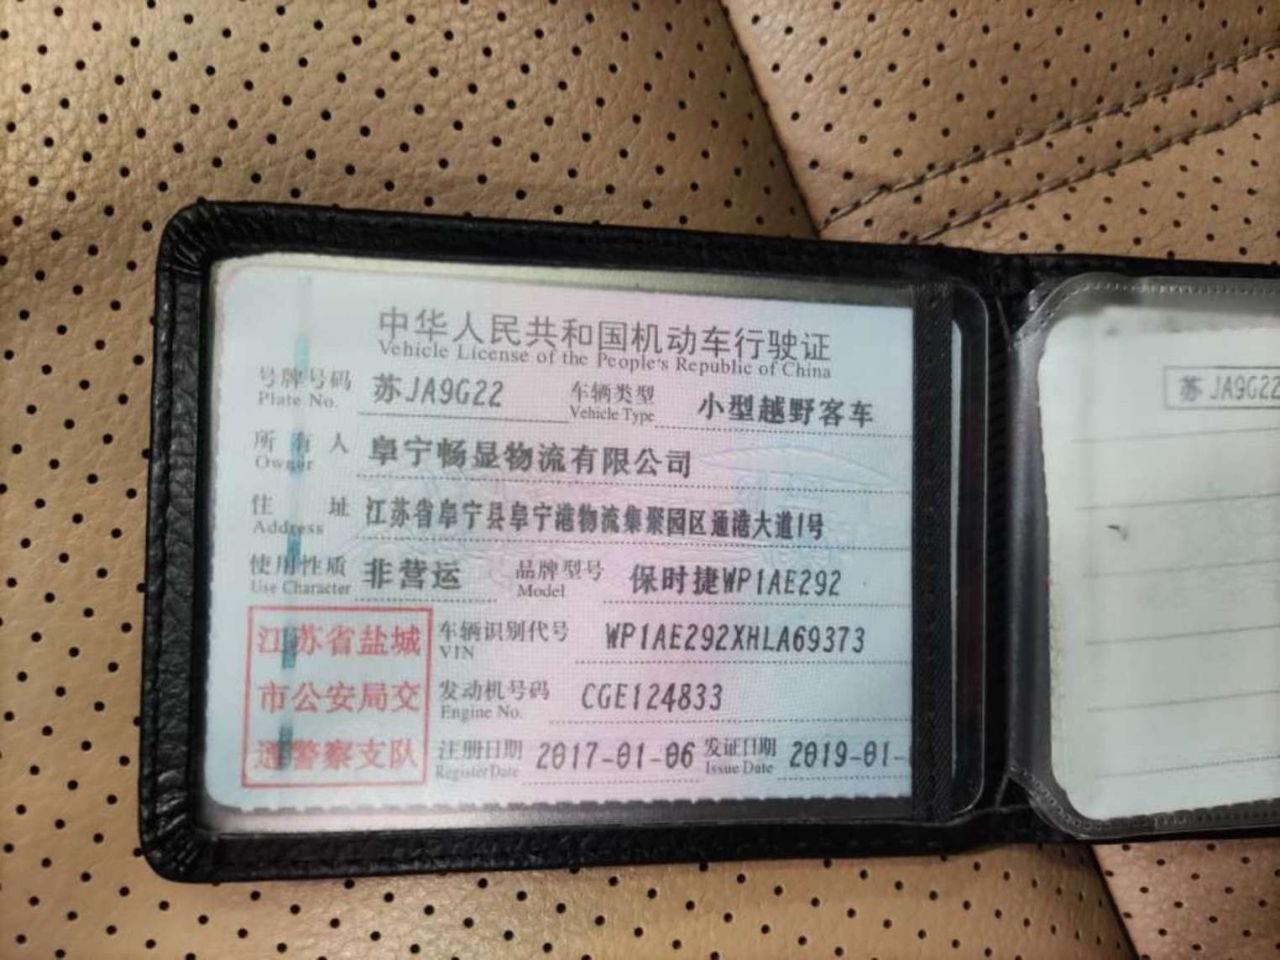 中华人民共和国机动车行驶证
Vehicle License of the People's Republic of China
号牌号码 苏JA9G22 车辆类型 小型越野客车
Plate No. Vehicle Type
所有人 阜宁畅显物流有限公司
Owner
住址 江苏省阜宁县阜宁港物流集聚园区通港大道1号
Address
使用性质 非营运 品牌型号 保时捷WP1AE292
Use Character Model
江苏省盐城
市公安局交
通警察支队
车辆识别代号 WP1AE292XHLA69373
VIN
发动机号码 CGE124833
Engine No.
注册日期 2017-01-06 发证日期 2019-01-
Register Date Issue Date
苏JA9G22